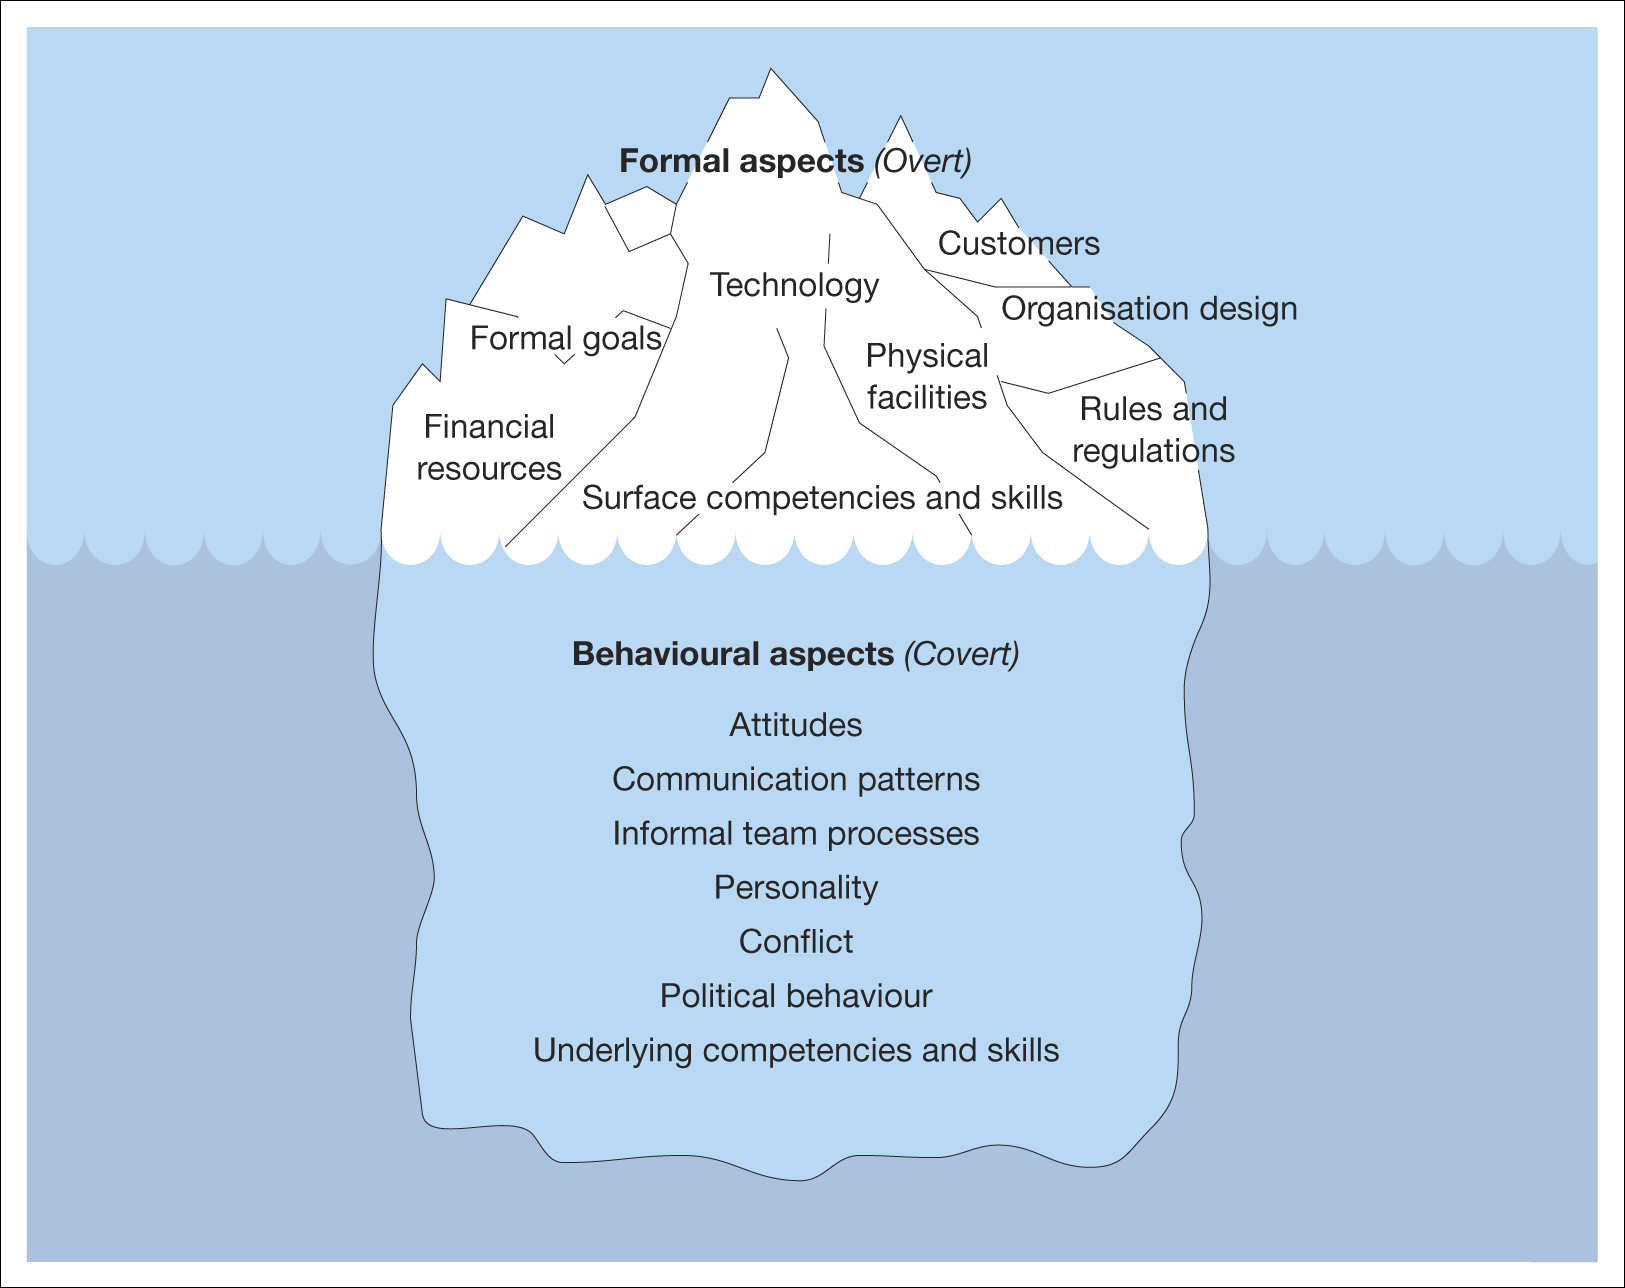 Formal aspects (Overt)
Customers
Technology
Organisation design
Formal goals
Physical
facilities
Rules and
regulations
Financial
resources
Surface competencies and skills
Behavioural aspects (Covert)
Attitudes
Communication patterns
Informal team processes
Personality
Conflict
Political behaviour
Underlying competencies and skills